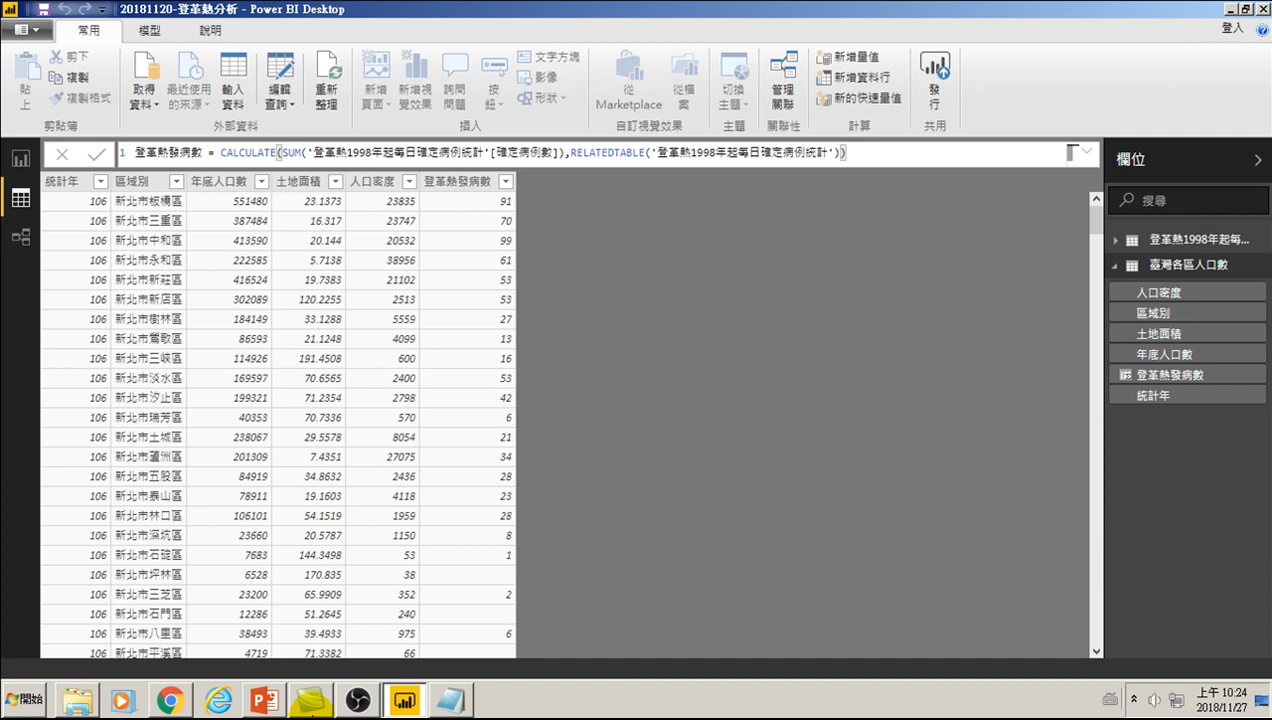 20181120-登革熱分析 - Power BI Desktop
常用 模型 說明 登入
貼上 剪下 複製 複製格式
取得資料 最近使用的來源 輸入資料 編輯查詢 重新整理
新增頁面 新增視覺效果 詢問問題 按鈕 文字方塊 影像 形狀
從 Marketplace 從檔案 切換主題 管理關聯
新增量值 新增資料行 新的快速量值 發行
剪貼簿 外部資料 插入 自訂視覺效果 主題 關聯性 計算 共用
1 登革熱發病數 = CALCULATE(SUM('登革熱1998年起每日確定病例統計'[確定病例數]),RELATEDTABLE('登革熱1998年起每日確定病例統計'))
統計年 區域別 年底人口數 土地面積 人口密度 登革熱發病數
106 新北市板橋區 551480 23.1373 23835 91
106 新北市三重區 387484 16.317 23747 70
106 新北市中和區 413590 20.144 20532 99
106 新北市永和區 222585 5.7138 38956 61
106 新北市新莊區 416524 19.7383 21102 53
106 新北市新店區 302089 120.2255 2513 53
106 新北市樹林區 184149 33.1288 5559 27
106 新北市鶯歌區 86593 21.1248 4099 13
106 新北市三峽區 114926 191.4508 600 16
106 新北市淡水區 169597 70.6565 2400 53
106 新北市汐止區 199321 71.2354 2798 42
106 新北市瑞芳區 40353 70.7336 570 6
106 新北市土城區 238067 29.5578 8054 21
106 新北市蘆洲區 201309 7.4351 27075 34
106 新北市五股區 84919 34.8632 2436 28
106 新北市泰山區 78911 19.1603 4118 23
106 新北市林口區 106101 54.1519 1959 28
106 新北市深坑區 23660 20.5787 1150 8
106 新北市石碇區 7683 144.3498 53 1
106 新北市坪林區 6528 170.835 38
106 新北市三芝區 23200 65.9909 352 2
106 新北市石門區 12286 51.2645 240
106 新北市八里區 38493 39.4933 975 6
106 新北市平溪區 4719 71.3382 66
欄位
搜尋
登革熱1998年起每...
臺灣各區人口數
人口密度
區域別
土地面積
年底人口數
登革熱發病數
統計年
開始
上午 10:24
2018/11/27